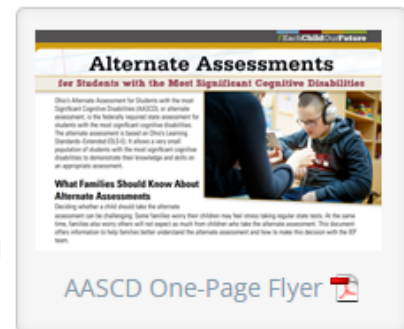 #EachChildOurFuture
Alternate Assessments
for Students with the Most Significant Cognitive Disabilities
Ohio's Alternate Assessment for Students with the most
Significant Cognitive Disabilities (AASCD), or alternate
assessment, is the federally required state assessment for
students with the most significant cognitive disabilities.
The alternate assessment is based on Ohio's Learning
Standards-Extended (OLS-E). It allows a very small
population of students with the most significant cognitive
disabilities to demonstrate their knowledge and skills on
an appropriate assessment.
What Families Should Know About
Alternate Assessments
Deciding whether a child should take the alternate
assessment can be challenging. Some families worry their children may feel stress taking regular state tests. At the same
time, families also worry others will not expect as much from children who take the alternate assessment. This document
offers information to help families better understand the alternate assessment and how to make this decision with the IEP
team.
AASCD One-Page Flyer